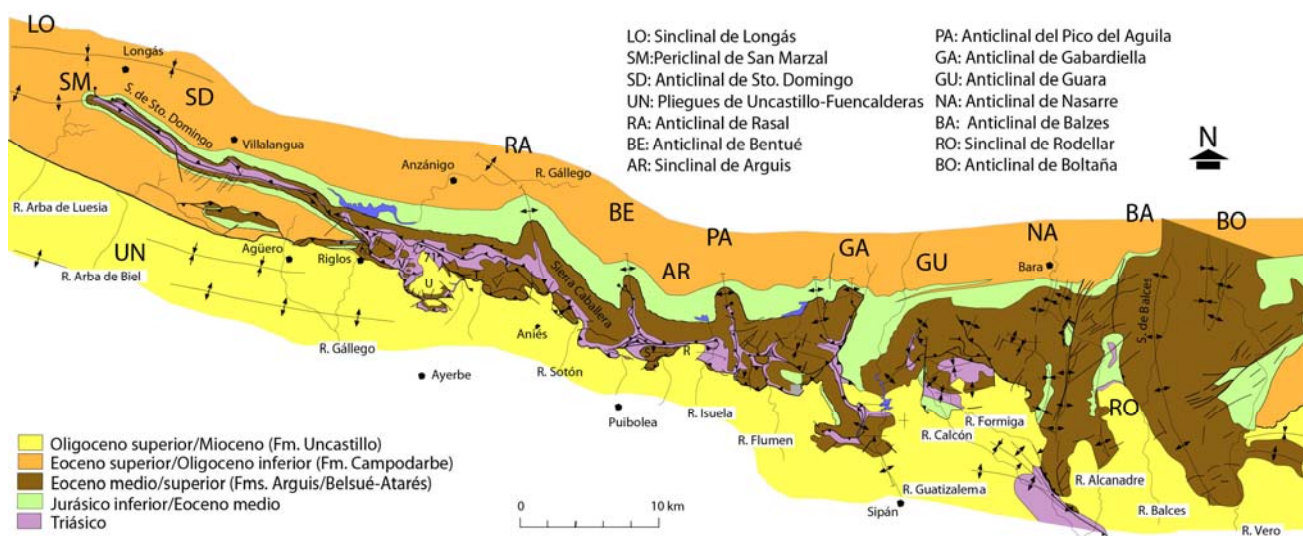 LO: Sinclinal de Longás
SM:Periclinal de San Marzal
SD: Anticlinal de Sto. Domingo
UN: Pliegues de Uncastillo-Fuencalderas
RA: Anticlinal de Rasal
BE: Anticlinal de Bentué
AR: Sinclinal de Arguis
PA: Anticlinal del Pico del Aguila
GA: Anticlinal de Gabardiella
GU: Anticlinal de Guara
NA: Anticlinal de Nasarre
BA: Anticlinal de Balzes
RO: Sinclinal de Rodellar
BO: Anticlinal de Boltaña
N
LO
Longás
SM.
SD
S. de Sto. Domingo
Villalangua
RA
Anzánigo
R. Gállego
BE
PA
AR
GA
GU
NA
Bara
BA
BO
S. de Balces
R. Arba de Luesia
UN
R. Arba de Biel
Agüero
Riglos
U
Sierra Caballera
Aniés
R. Gállego
Ayerbe
R. Sotón
S
R
Puibolea
R. Isuela
R. Flumen
R. Calcón
R. Formiga
RO
R. Guatizalema
Sipán
R. Alcanadre
R. Balces
R. Vero
Oligoceno superior/Mioceno (Fm. Uncastillo)
Eoceno superior/Oligoceno inferior (Fm. Campodarbe)
Eoceno medio/superior (Fms. Arguis/Belsué-Atarés)
Jurásico inferior/Eoceno medio
Triásico
0 10 km